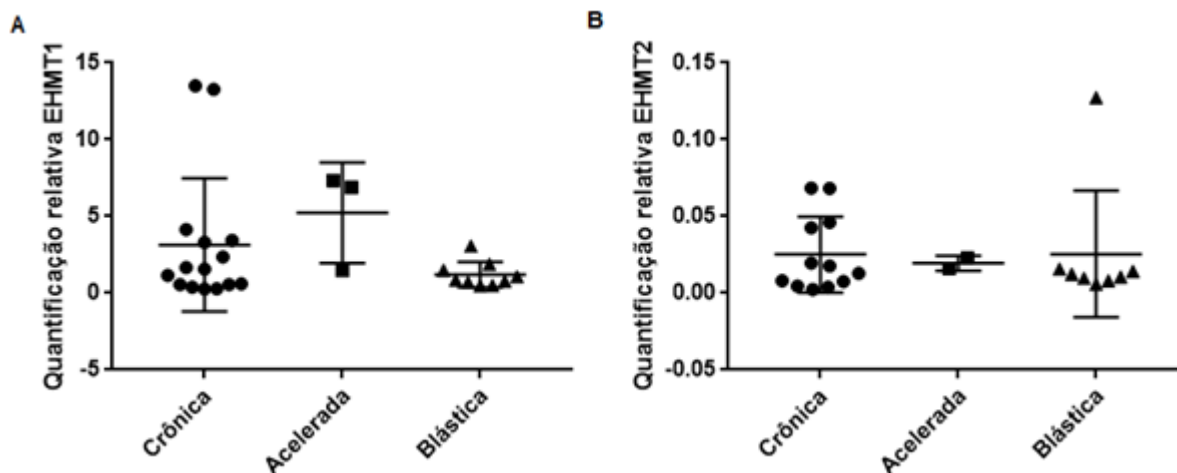 A
Quantificação relativa EHMT1
15
10
5
0
-5
Crônica
Acelerada
Blástica
B
Quantificação relativa EHMT2
0.15
0.10
0.05
0.00
-0.05
Crônica
Acelerada
Blástica